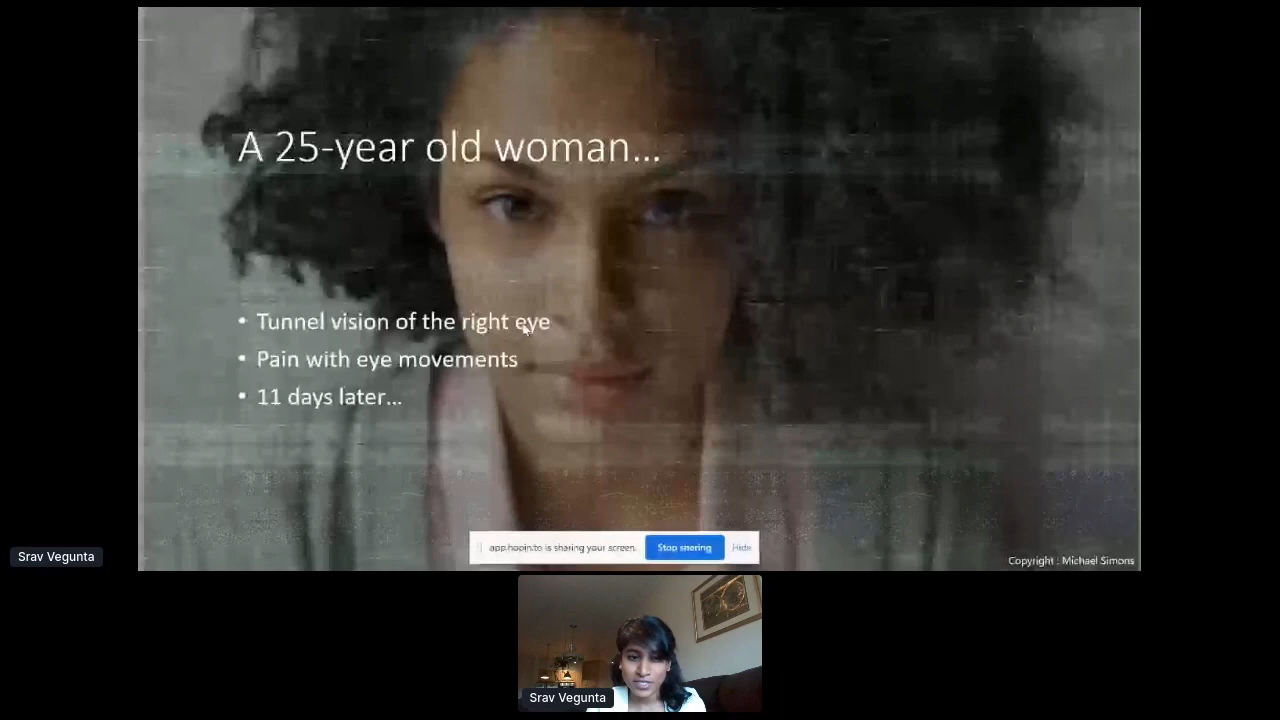 A 25-year old woman...
• Tunnel vision of the right eye
• Pain with eye movements
• 11 days later...
app.hopin.to is sharing your screen.
Stop sharing
Hide
Srav Vegunta
Copyright : Michael Simons
Srav Vegunta